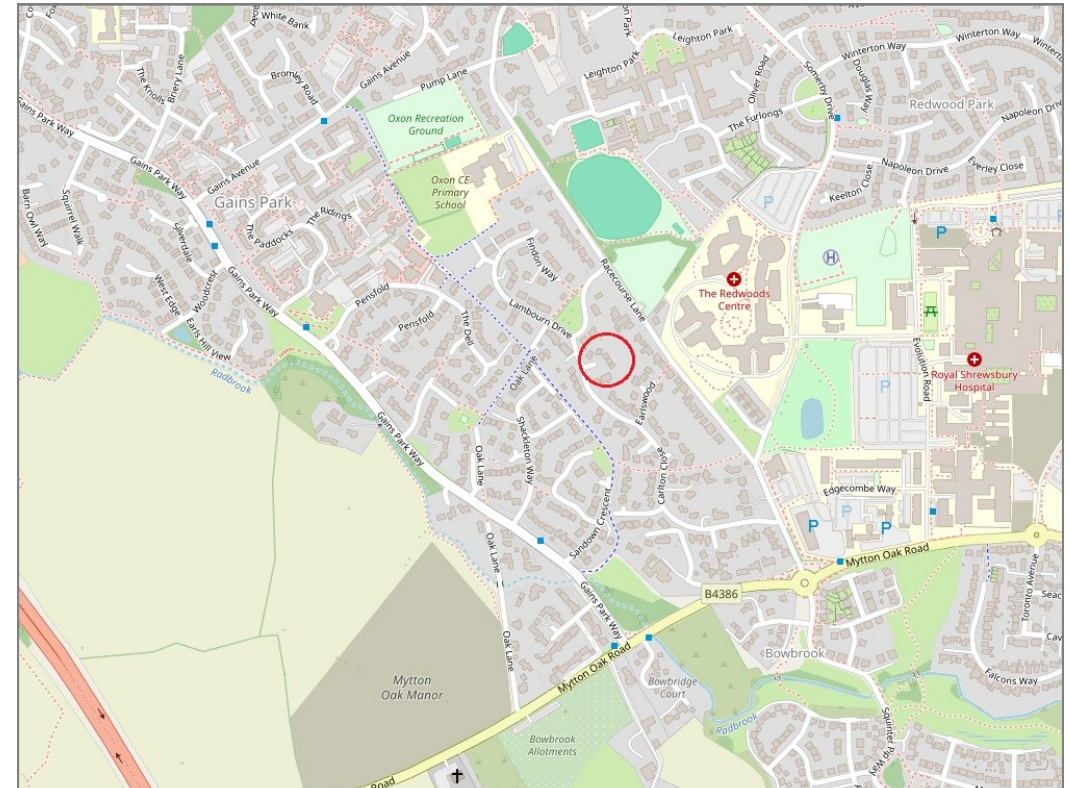 White Bank
The Knolls
Briery Lane
Bromley Road
Gains Avenue
Pump Lane
Leighton Park
Leighton Park
Oliver Road
Somerby Drive
Winterton Way
Douglas Way
Winterton Way
Redwood Park
Napoleon Drive
Oxon Recreation
Ground
The Furlongs
Gains Park Way
Gains Park Way
Gains Avenue
Oxon CE
Primary
School
Napoleon Drive
Everley Close
Keelton Close
P
P
Barn Owl Way
Squirrel Walk
Gains Park
The Ridings
The Paddocks
Silverdale
Findon Way
Racecourse Lane
H
West Edge
Woodcrest
Gains Park Way
Pensfold
Pensfold
The Dell
Lambourn Drive
The Redwoods
Centre
Earls Hill View
Radbrook
Oak Lane
Earlswood
Evolution Road
P
Royal Shrewsbury
Hospital
Gains Park Way
Oak Lane
Shackleton Way
Carlton Close
Sandown Crescent
Edgecombe Way
P
P
P
Oak Lane
Mytton Oak Road
B4386
Toronto Avenue
Gains Park Way
Oak Lane
Mytton Oak Road
Bowbrook
Falcons Way
Mytton
Oak Manor
Bowbridge
Court
Radbrook
Squinter Pip Way
Bowbrook
Allotments
Road